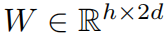 W ∈ ℝ^{h×2d}